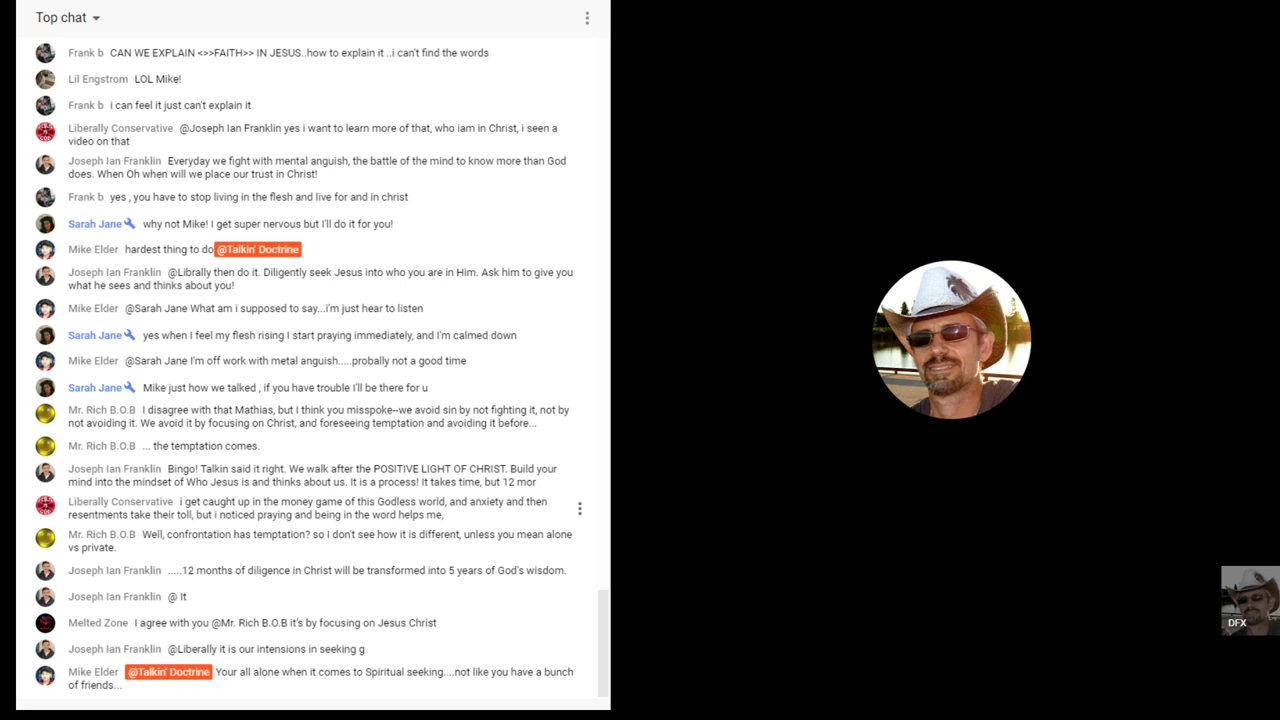 Top chat
Frank b CAN WE EXPLAIN <>>FAITH>> IN JESUS..how to explain it ..i can't find the words
Lil Engstrom LOL Mike!
Frank b i can feel it just can't explain it
Liberally Conservative @Joseph Ian Franklin yes i want to learn more of that, who iam in Christ, i seen a
video on that
Joseph Ian Franklin Everyday we fight with mental anguish, the battle of the mind to know more than God
does. When Oh when will we place our trust in Christ!
Frank b yes , you have to stop living in the flesh and live for and in christ
Sarah Jane why not Mike! I get super nervous but I'll do it for you!
Mike Elder hardest thing to do @Talkin' Doctrine
Joseph Ian Franklin @Librally then do it. Diligently seek Jesus into who you are in Him. Ask him to give you
what he sees and thinks about you!
Mike Elder @Sarah Jane What am i supposed to say...i'm just hear to listen
Sarah Jane yes when I feel my flesh rising I start praying immediately, and I'm calmed down
Mike Elder @Sarah Jane I'm off work with metal anguish.....probally not a good time
Sarah Jane Mike just how we talked , if you have trouble I'll be there for u
Mr. Rich B.O.B I disagree with that Mathias, but I think you misspoke--we avoid sin by not fighting it, not by
not avoiding it. We avoid it by focusing on Christ, and foreseeing temptation and avoiding it before...
Mr. Rich B.O.B ... the temptation comes.
Joseph Ian Franklin Bingo! Talkin said it right. We walk after the POSITIVE LIGHT OF CHRIST. Build your
mind into the mindset of Who Jesus is and thinks about us. It is a process! It takes time, but 12 mor
Liberally Conservative i get caught up in the money game of this Godless world, and anxiety and then
resentments take their toll, but i noticed praying and being in the word helps me,
Mr. Rich B.O.B Well, confrontation has temptation? so I don't see how it is different, unless you mean alone
vs private.
Joseph Ian Franklin .....12 months of diligence in Christ will be transformed into 5 years of God's wisdom.
Joseph Ian Franklin @ It
Melted Zone I agree with you @Mr. Rich B.O.B it's by focusing on Jesus Christ
Joseph Ian Franklin @Liberally it is our intensions in seeking g
Mike Elder @Talkin' Doctrine Your all alone when it comes to Spiritual seeking....not like you have a bunch
of friends...
DFX